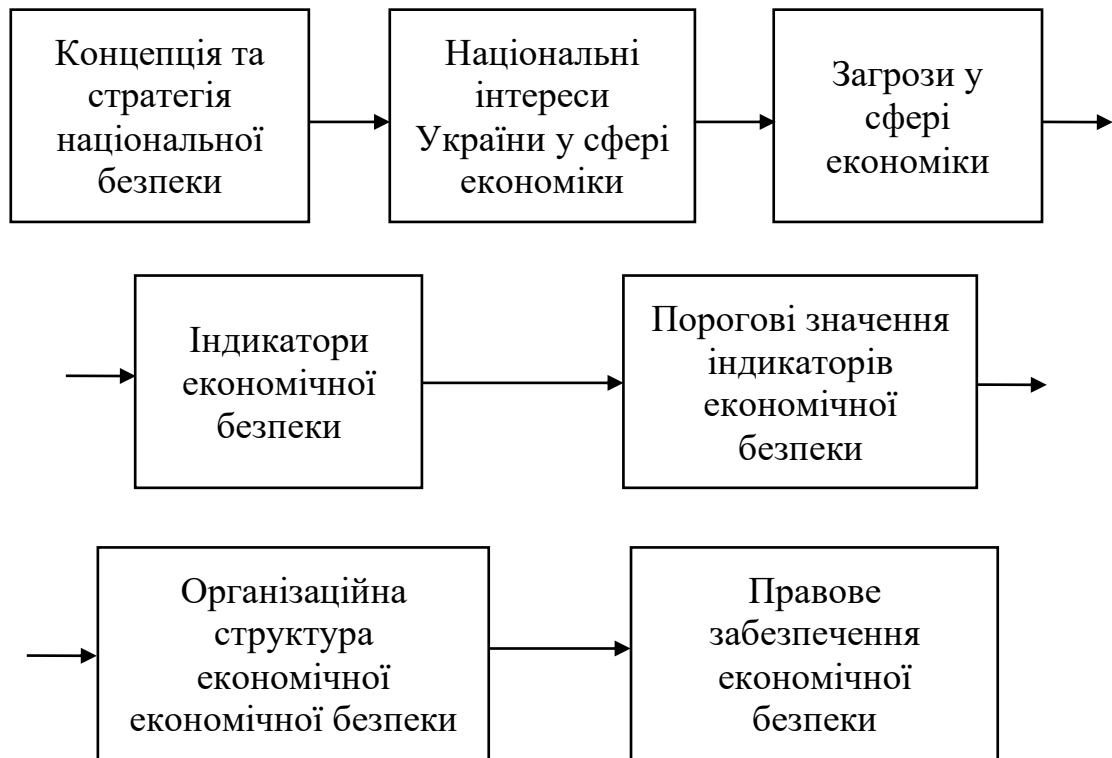 Концепція та
стратегія
національної
безпеки
Національні
інтереси
України у сфері
економіки
Загрози у
сфері
економіки
Індикатори
економічної
безпеки
Порогові значення
індикаторів
економічної
безпеки
Організаційна
структура
економічної
економічної безпеки
Правове
забезпечення
економічної
безпеки